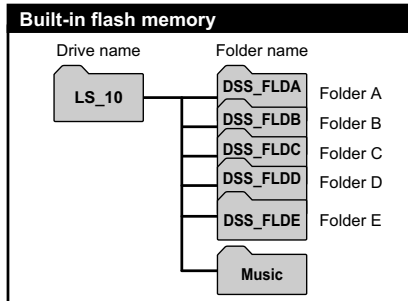 Built-in flash memory
Drive name Folder name
LS_10
DSS_FLDA Folder A
DSS_FLDB Folder B
DSS_FLDC Folder C
DSS_FLDD Folder D
DSS_FLDE Folder E
Music